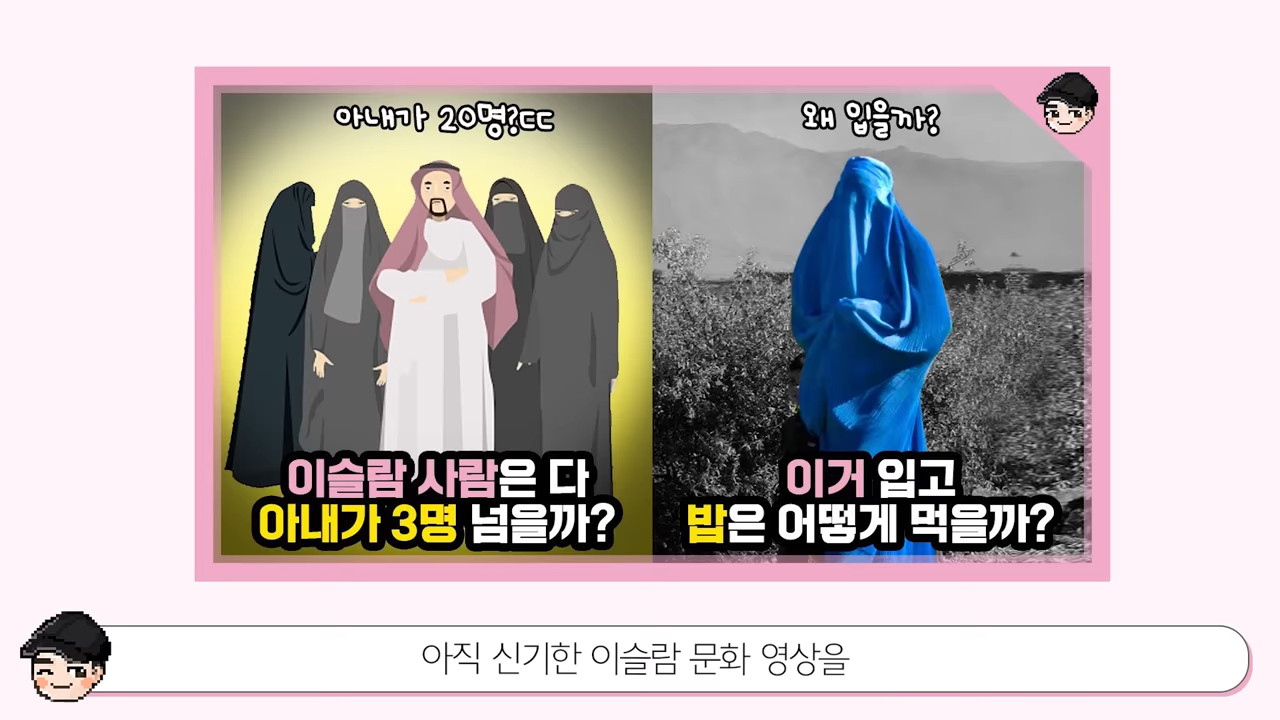 아내가 20명?ㄷㄷ
이슬람 사람은 다
아내가 3명 넘을까?
왜 입을까?
이거 입고
밥은 어떻게 먹을까?
아직 신기한 이슬람 문화 영상을